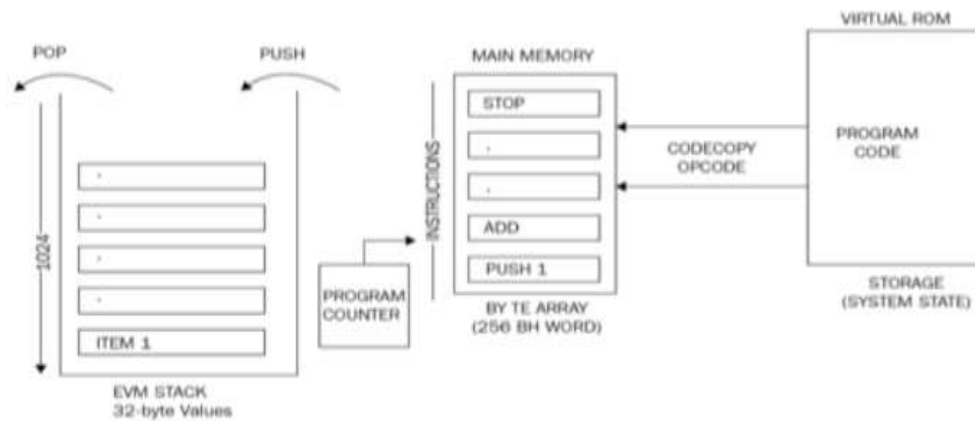 POP
PUSH
1024
.
.
.
.
ITEM 1
EVM STACK
32-byte Values
PROGRAM
COUNTER
INSTRUCTIONS
MAIN MEMORY
STOP
.
.
ADD
PUSH 1
BY TE ARRAY
(256 BH WORD)
CODECOPY
OPCODE
VIRTUAL ROM
PROGRAM
CODE
STORAGE
(SYSTEM STATE)